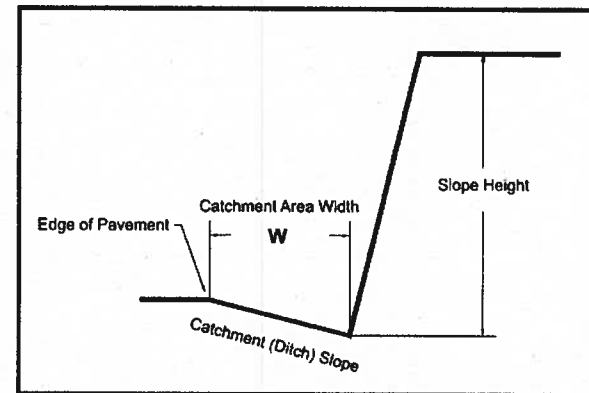 Slope Height
Catchment Area Width
Edge of Pavement
W
Catchment (Ditch) Slope